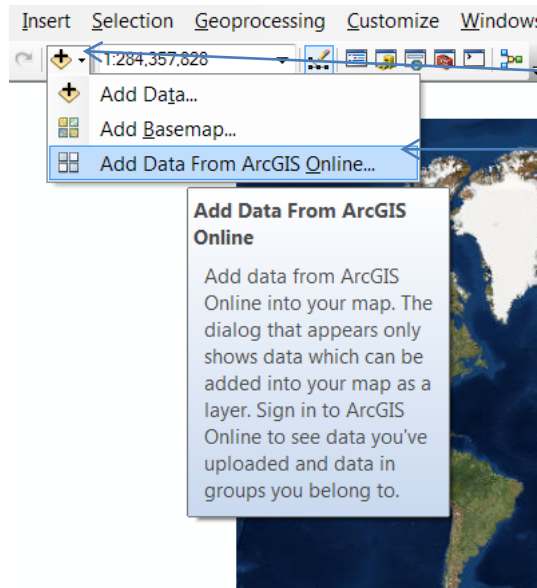 Insert Selection Geoprocessing Customize Windows
1:284,357,828
Add Data...
Add Basemap...
Add Data From ArcGIS Online...
Add Data From ArcGIS
Online
Add data from ArcGIS
Online into your map. The
dialog that appears only
shows data which can be
added into your map as a
layer. Sign in to ArcGIS
Online to see data you've
uploaded and data in
groups you belong to.